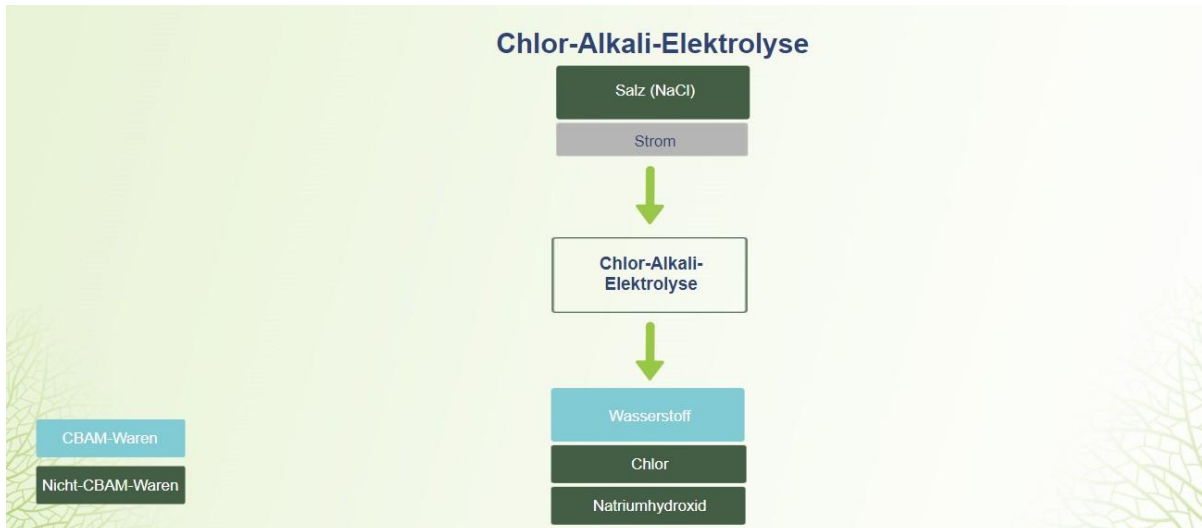 Chlor-Alkali-Elektrolyse
Salz (NaCl)
Strom
Chlor-Alkali-
Elektrolyse
Wasserstoff
Chlor
Natriumhydroxid
CBAM-Waren
Nicht-CBAM-Waren